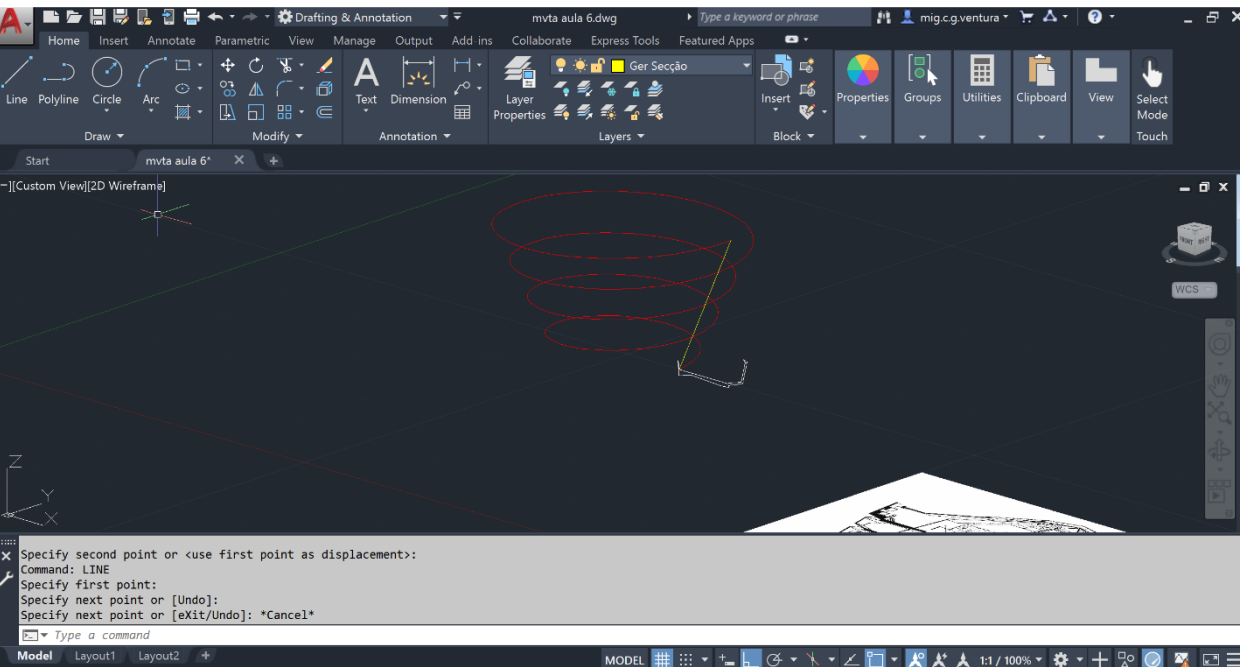 Drafting & Annotation
mvta aula 6.dwg
Type a keyword or phrase
mig.c.g.ventura
Home Insert Annotate Parametric View Manage Output Add-ins Collaborate Express Tools Featured Apps
Ger Secção
Line Polyline Circle Arc
Text Dimension
Layer
Properties
Insert
Properties Groups Utilities Clipboard View
Select
Mode
Draw Modify Annotation Layers Block Touch
Start mvta aula 6*
–][Custom View][2D Wireframe]
FRONT
WCS
Z
Y
X
Specify second point or <use first point as displacement>:
Command: LINE
Specify first point:
Specify next point or [Undo]:
Specify next point or [eXit/Undo]: *Cancel*
Type a command
Model Layout1 Layout2 +
MODEL
1:1 / 100%